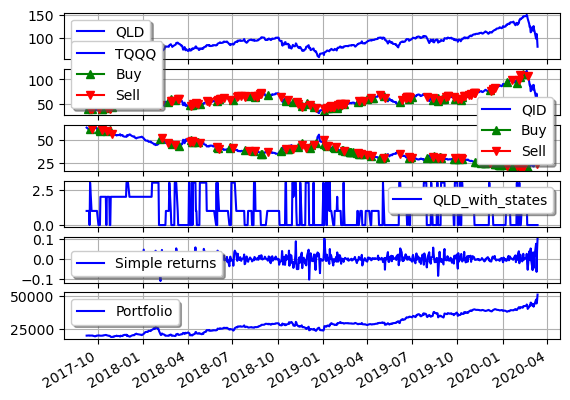 150
100
QLD
100
50
TQQQ
Buy
Sell
50
25
QID
Buy
Sell
2.5
0.0
QLD_with_states
0.1
0.0
−0.1
Simple returns
50000
25000
Portfolio
2017-10
2018-01
2018-04
2018-07
2018-10
2019-01
2019-04
2019-07
2019-10
2020-01
2020-04